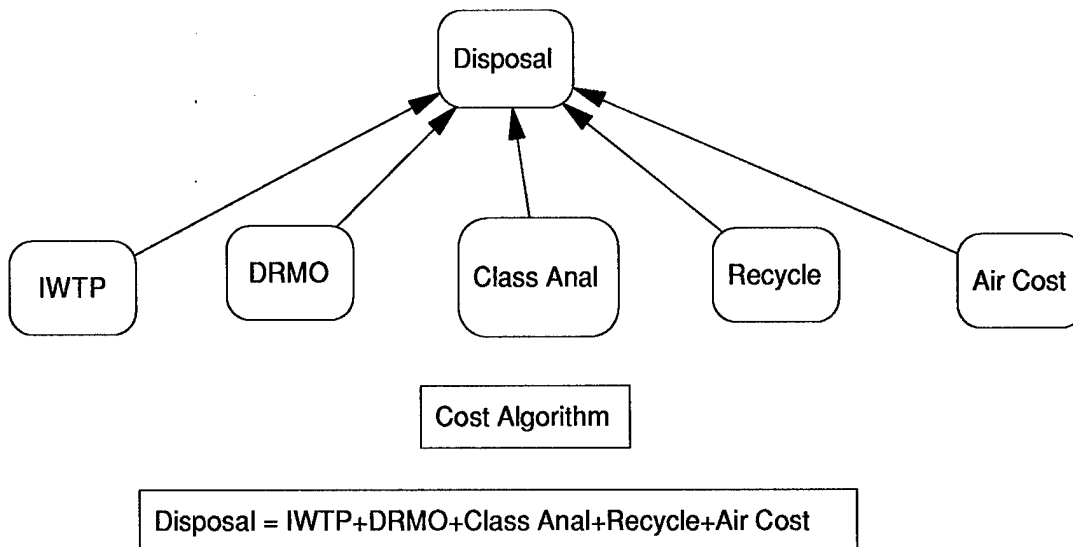 Disposal
IWTP
DRMO
Class Anal
Recycle
Air Cost
Cost Algorithm
Disposal = IWTP+DRMO+Class Anal+Recycle+Air Cost